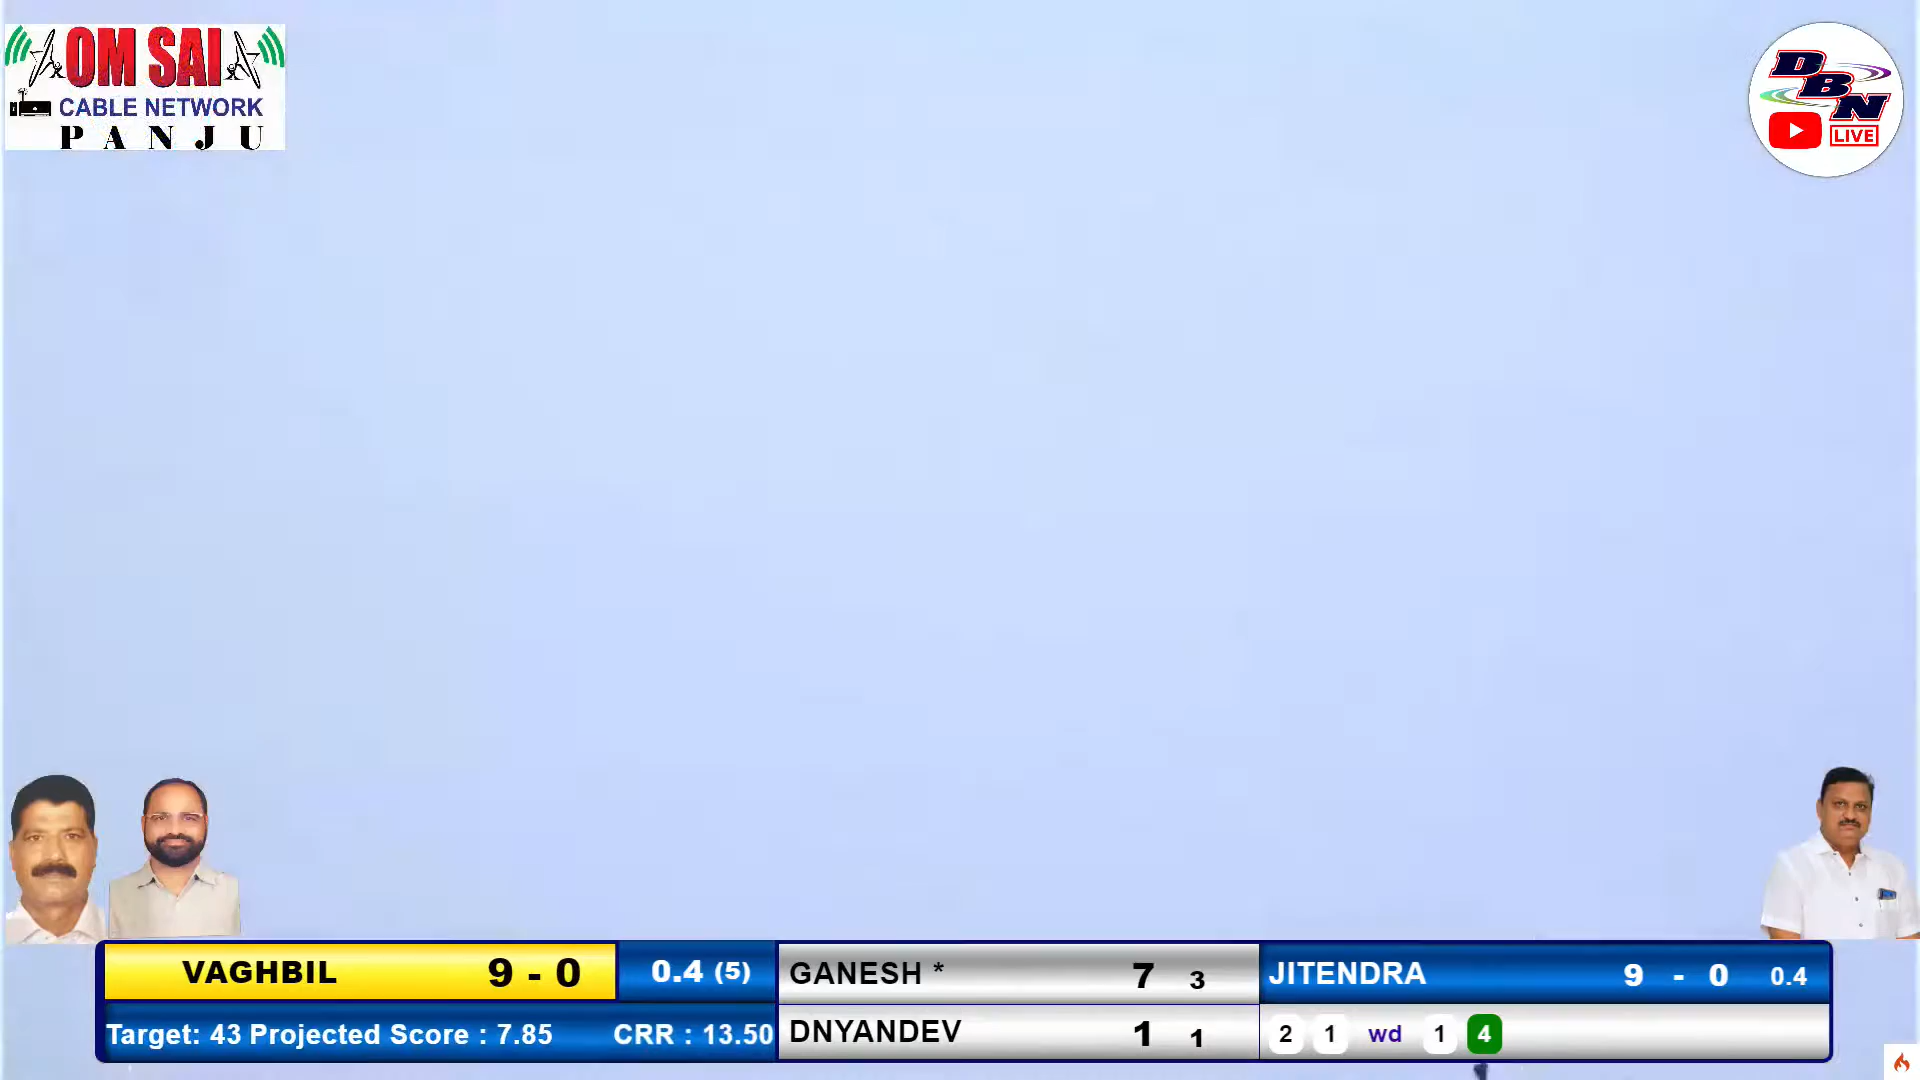 OM SAI
CABLE NETWORK
PANJU
DBN
LIVE
VAGHBIL 9 - 0 0.4 (5)
Target: 43 Projected Score : 7.85 CRR : 13.50
GANESH * 7 3
DNYANDEV 1 1
JITENDRA 9 - 0 0.4
2 1 wd 1 4